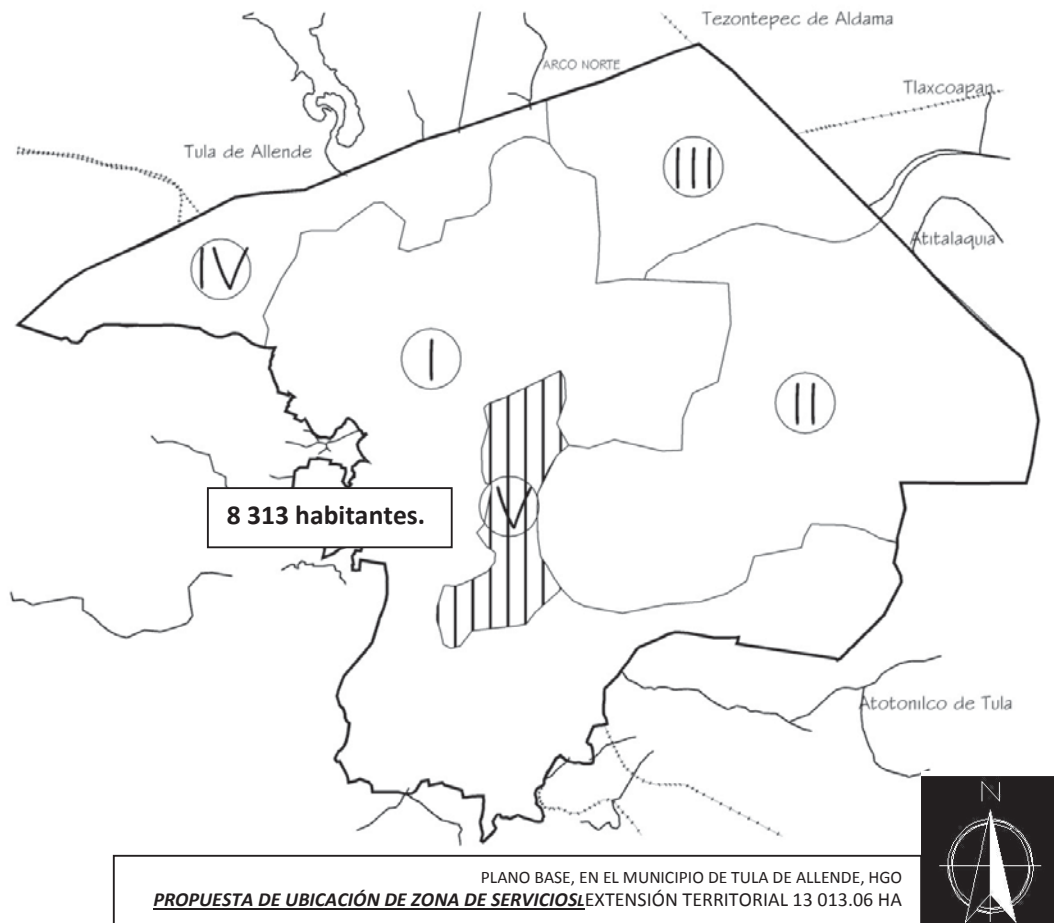 Tezontepec de Aldama
ARCO NORTE
Tlaxcoapan
Tula de Allende
III
Atitalaquia
IV
I
II
8 313 habitantes.
V
Atotonilco de Tula
N
PLANO BASE, EN EL MUNICIPIO DE TULA DE ALLENDE, HGO
PROPUESTA DE UBICACIÓN DE ZONA DE SERVICIOS. EXTENSIÓN TERRITORIAL 13 013.06 HA